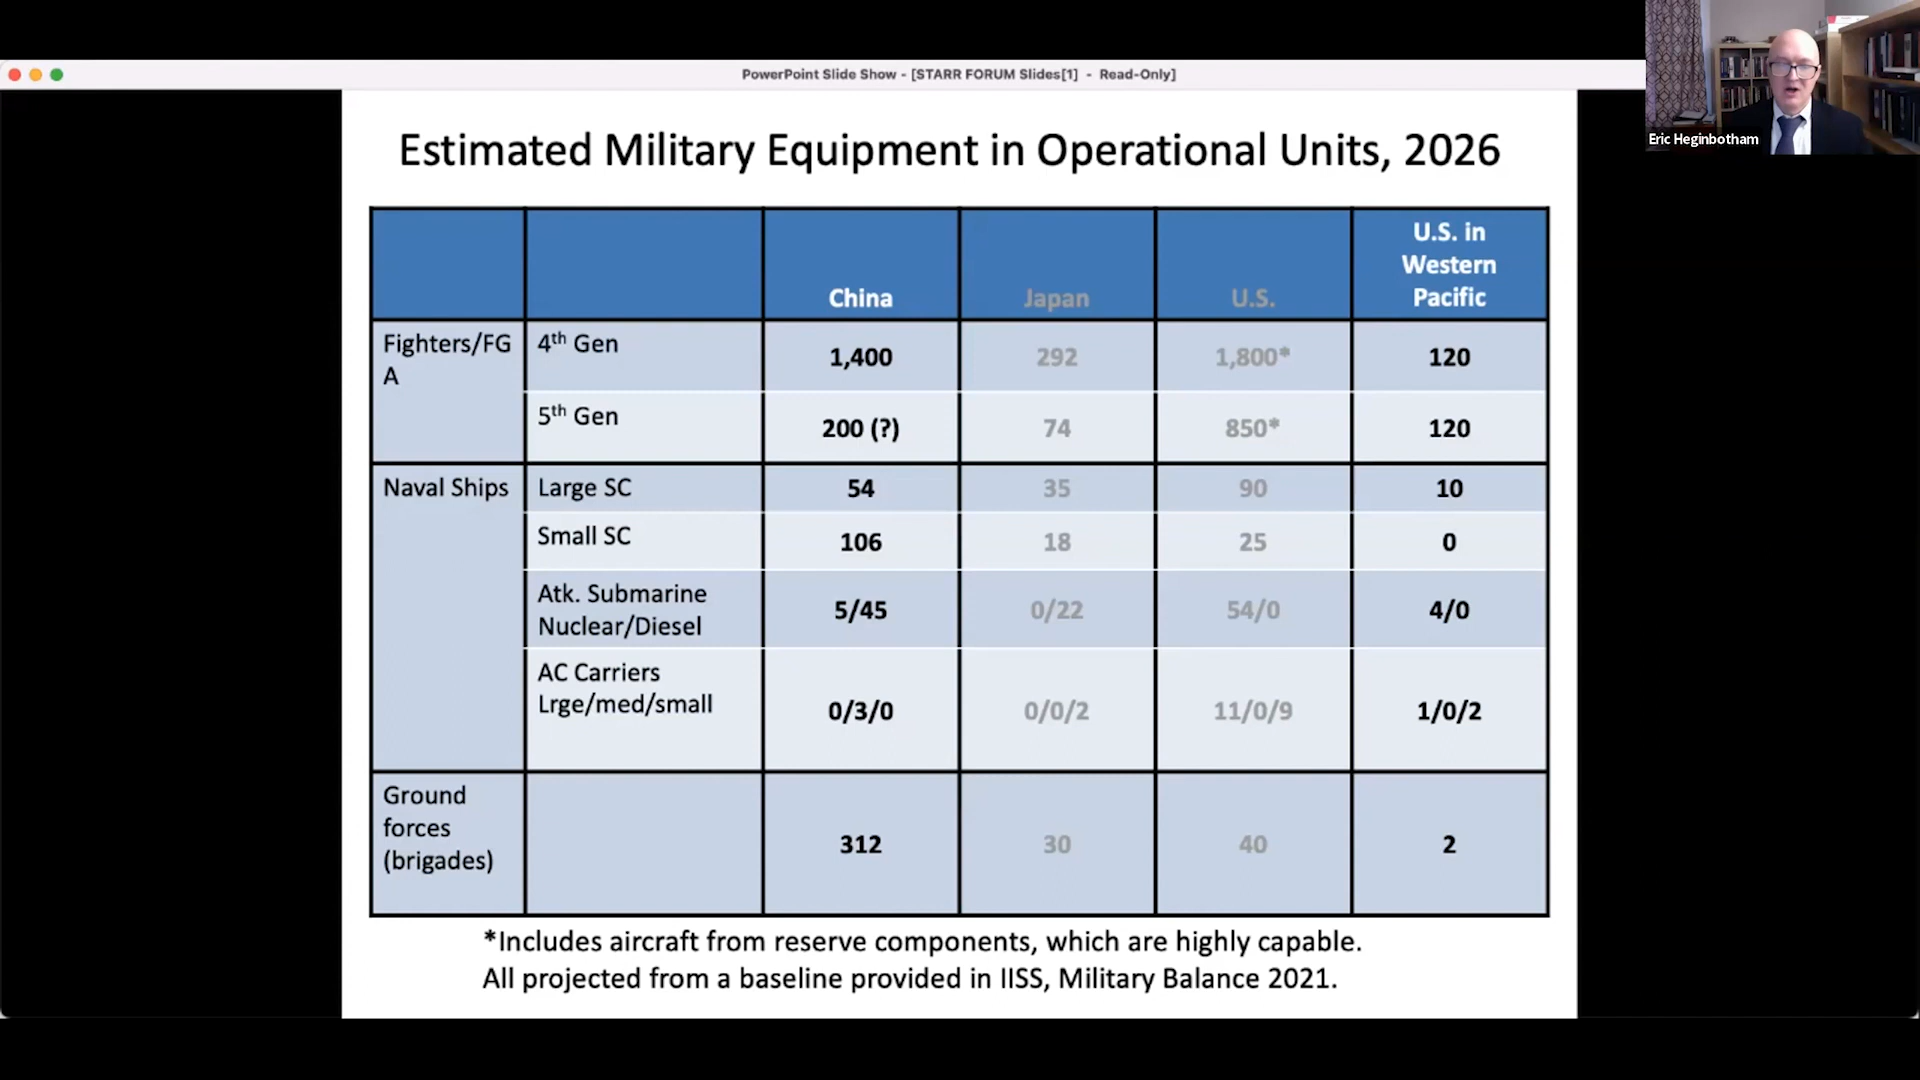 PowerPoint Slide Show - [STARR FORUM Slides[1] - Read-Only]
Eric Heginbotham
Estimated Military Equipment in Operational Units, 2026
China
Japan
U.S.
U.S. in
Western
Pacific
Fighters/FG
A
4th Gen
1,400
292
1,800*
120
5th Gen
200 (?)
74
850*
120
Naval Ships
Large SC
54
35
90
10
Small SC
106
18
25
0
Atk. Submarine
Nuclear/Diesel
5/45
0/22
54/0
4/0
AC Carriers
Lrge/med/small
0/3/0
0/0/2
11/0/9
1/0/2
Ground
forces
(brigades)
312
30
40
2
*Includes aircraft from reserve components, which are highly capable.
All projected from a baseline provided in IISS, Military Balance 2021.